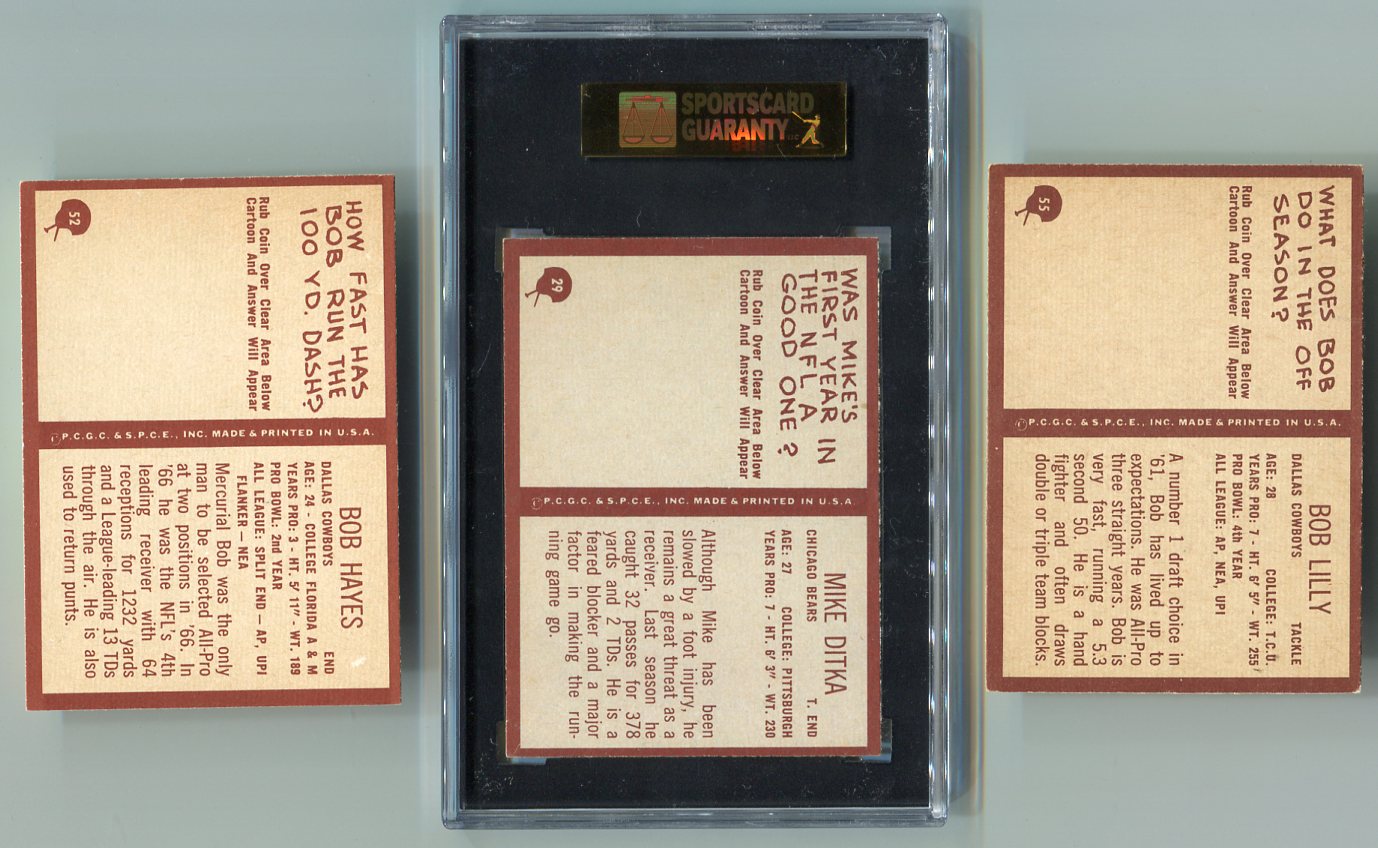 52
HOW FAST HAS
BOB RUN THE
100 YD. DASH?
Rub Coin Over Clear Area Below
Cartoon And Answer Will Appear
©P.C.G.C. & S.P.C.E., INC. MADE & PRINTED IN U.S.A.
BOB HAYES
DALLAS COWBOYS END
AGE: 24 - COLLEGE FLORIDA A & M
YEARS PRO: 3 - HT. 5' 11" - WT. 189
PRO BOWL: 2nd YEAR
ALL LEAGUE: SPLIT END — AP, UPI
FLANKER — NEA
Mercurial Bob was the only
man to be selected All-Pro
at two positions in '66. In
'66 he was the NFL's 4th
leading receiver with 64
receptions for 1232 yards
and a League-leading 13 TDs
through the air. He is also
used to return punts.
SPORTSCARD
GUARANTY LLC
29
WAS MIKE'S
FIRST YEAR IN
THE NFL A
GOOD ONE?
Rub Coin Over Clear Area Below
Cartoon And Answer Will Appear
©P.C.G.C. & S.P.C.E., INC. MADE & PRINTED IN U.S.A.
MIKE DITKA
CHICAGO BEARS T. END
AGE: 27 COLLEGE: PITTSBURGH
YEARS PRO: 7 - HT. 6' 3" - WT. 230
Although Mike has been
slowed by a foot injury, he
remains a great threat as a
receiver. Last season he
caught 32 passes for 378
yards and 2 TDs. He is a
feared blocker and a major
factor in making the run-
ning game go.
55
WHAT DOES BOB
DO IN THE OFF
SEASON?
Rub Coin Over Clear Area Below
Cartoon And Answer Will Appear
©P.C.G.C. & S.P.C.E., INC. MADE & PRINTED IN U.S.A.
BOB LILLY
DALLAS COWBOYS TACKLE
AGE: 28 COLLEGE: T.C.U.
YEARS PRO: 7 - HT. 6' 5" - WT. 255
PRO BOWL: 4th YEAR
ALL LEAGUE: AP, NEA, UPI
A number 1 draft choice in
'61, Bob has lived up to
expectations. He was All-Pro
three straight years. Bob is
very fast, running a 5.3
second 50. He is a hand
fighter and often draws
double or triple team blocks.